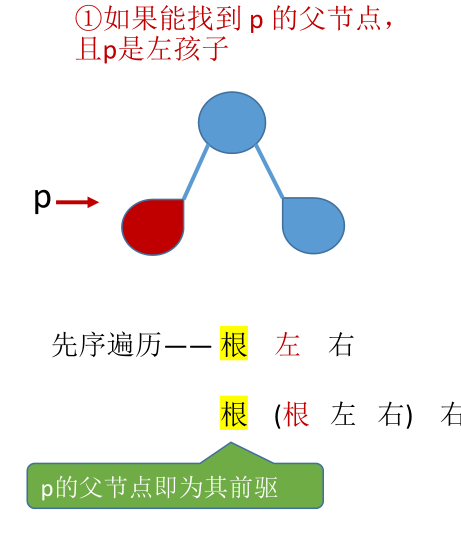 ①如果能找到 p 的父节点，
且p是左孩子
p
先序遍历—— 根 左 右
根 (根 左 右) 右
p的父节点即为其前驱